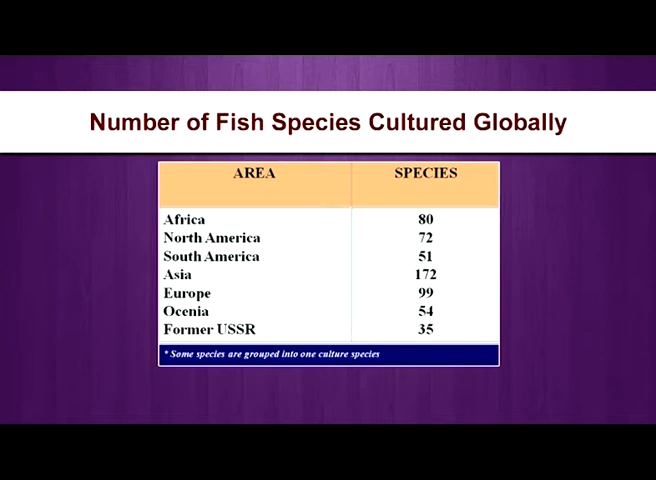 Number of Fish Species Cultured Globally
AREA SPECIES
Africa 80
North America 72
South America 51
Asia 172
Europe 99
Ocenia 54
Former USSR 35
* Some species are grouped into one culture species